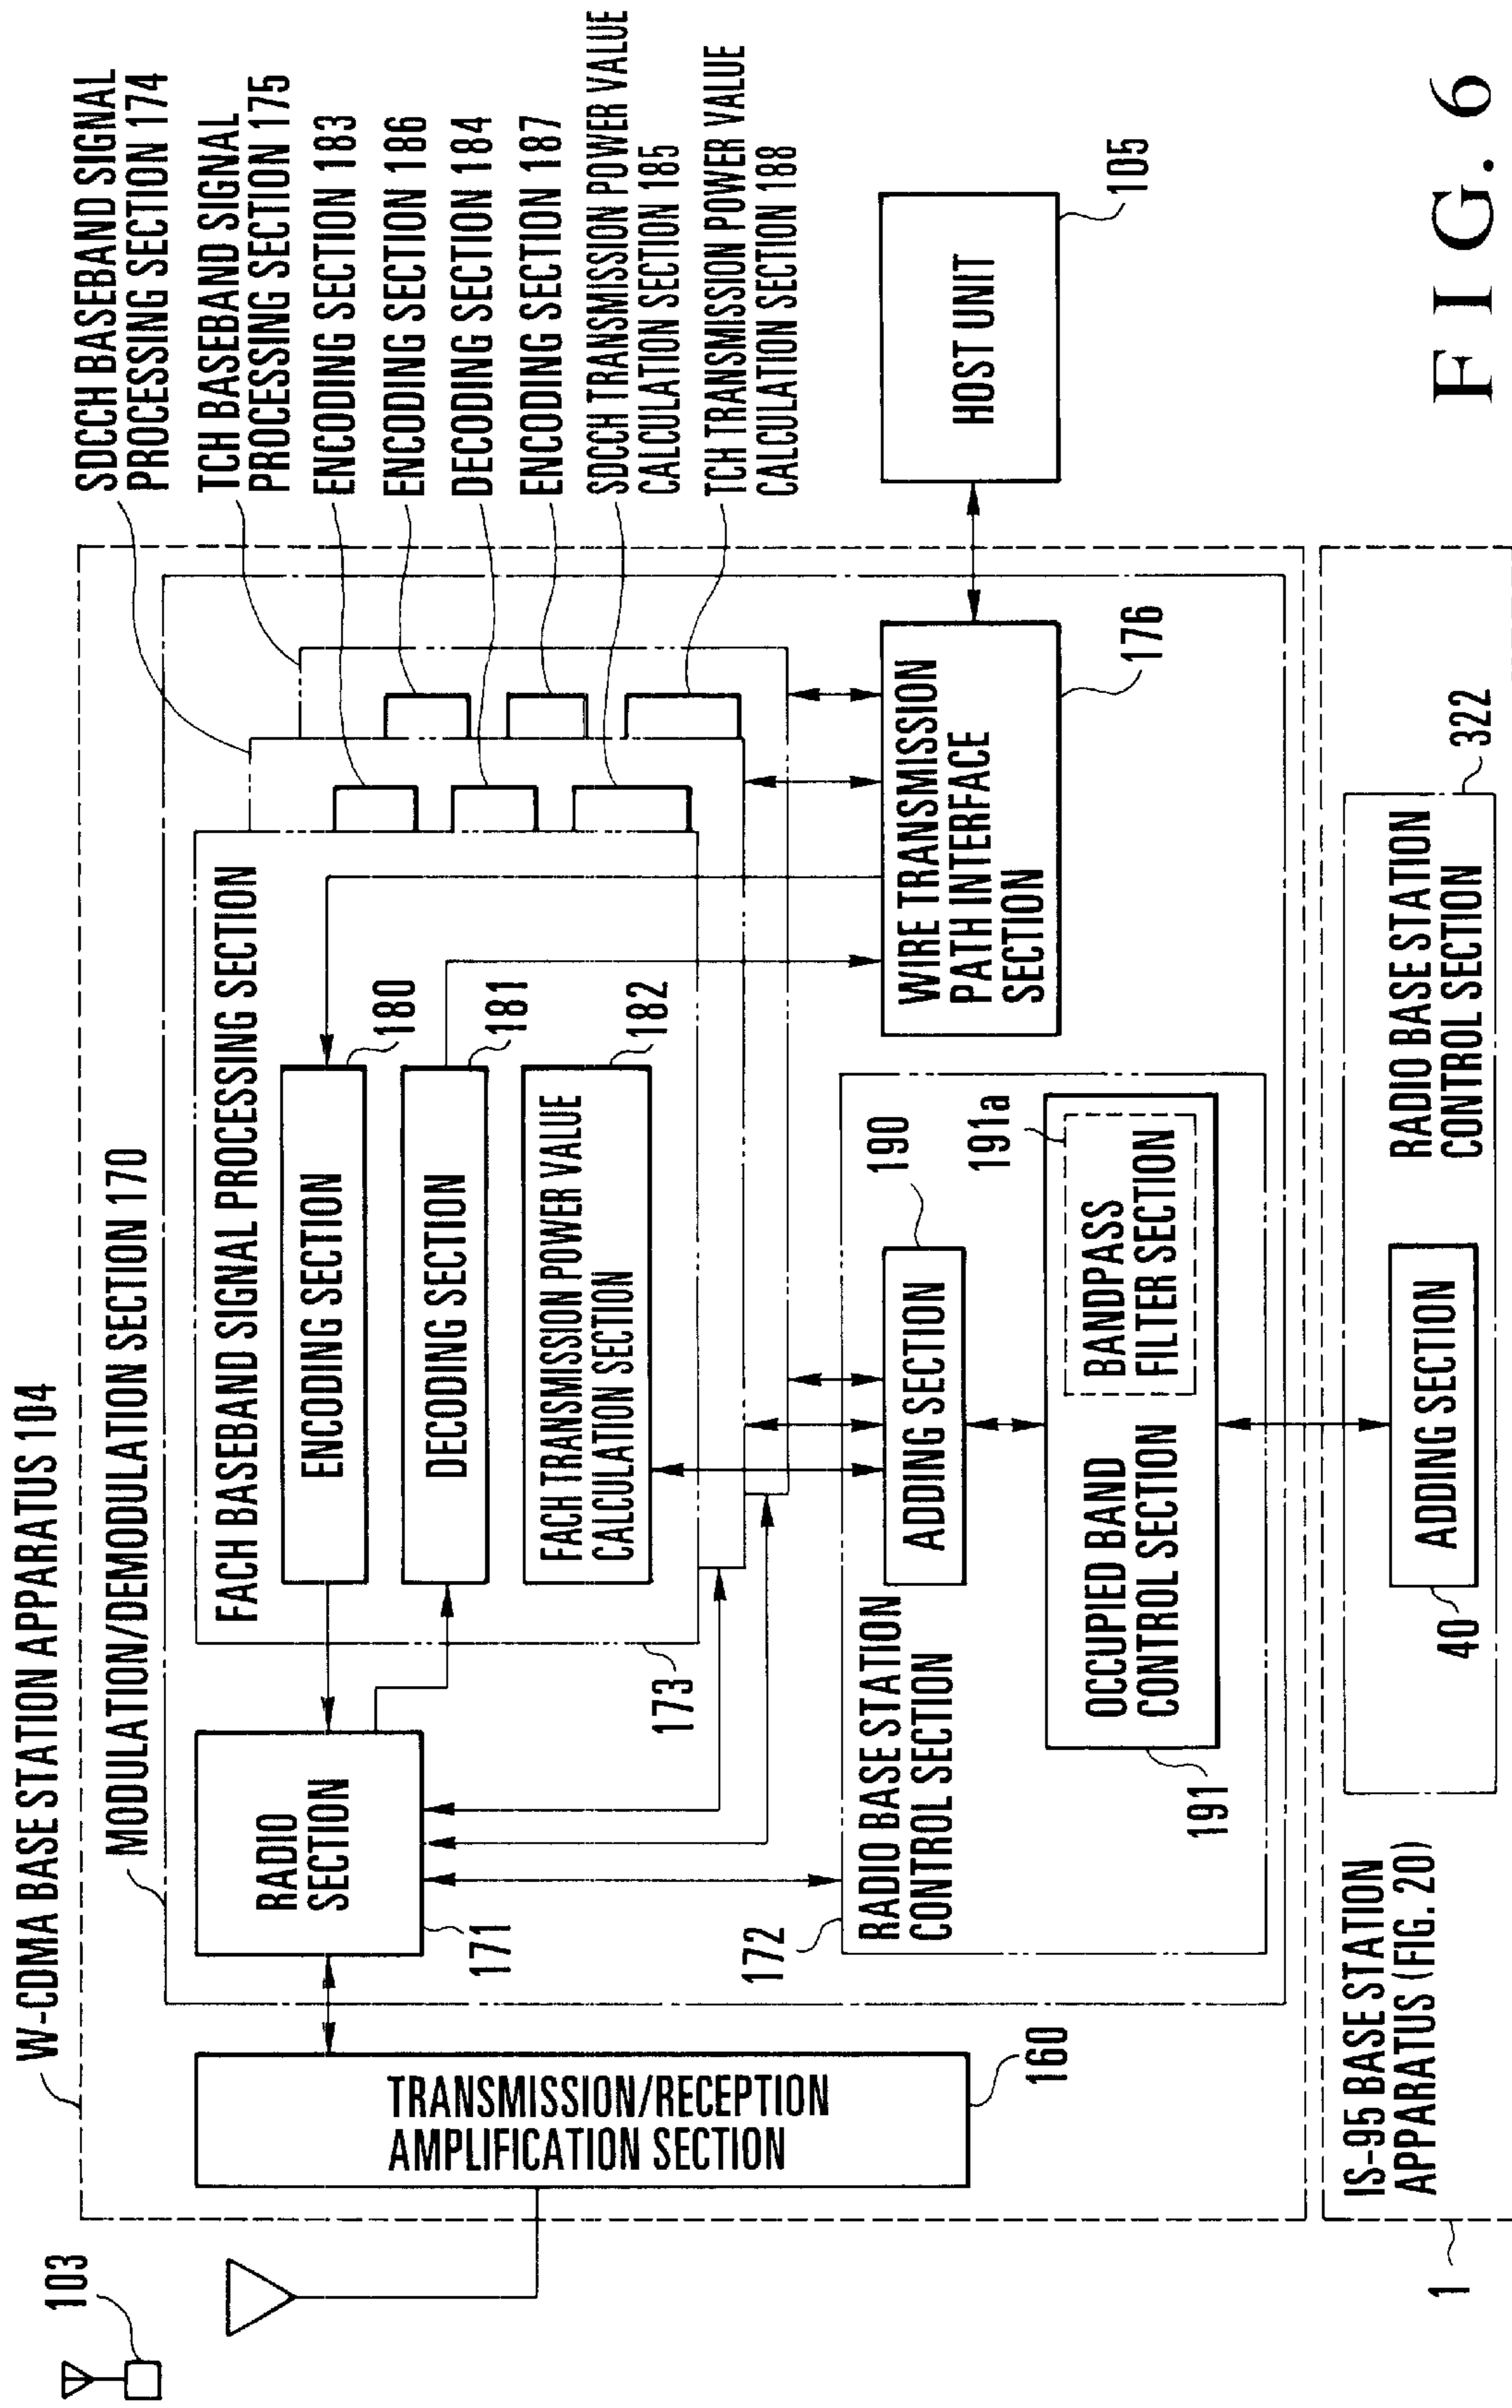 103
W-CDMA BASE STATION APPARATUS 104
MODULATION/DEMODULATION SECTION 170
SDCCH BASEBAND SIGNAL
PROCESSING SECTION 174
TCH BASEBAND SIGNAL
PROCESSING SECTION 175
ENCODING SECTION 183
ENCODING SECTION 186
DECODING SECTION 184
ENCODING SECTION 187
SDCCH TRANSMISSION POWER VALUE
CALCULATION SECTION 185
TCH TRANSMISSION POWER VALUE
CALCULATION SECTION 188
FACH BASEBAND SIGNAL PROCESSING SECTION
ENCODING SECTION
180
DECODING SECTION
181
FACH TRANSMISSION POWER VALUE
CALCULATION SECTION
182
173
RADIO
SECTION
171
TRANSMISSION/RECEPTION
AMPLIFICATION SECTION
160
172
RADIO BASE STATION
CONTROL SECTION
ADDING SECTION
190
OCCUPIED BAND
CONTROL SECTION
191
BANDPASS
FILTER SECTION
191a
WIRE TRANSMISSION
PATH INTERFACE
SECTION
176
HOST UNIT
105
IS-95 BASE STATION
APPARATUS (FIG. 20)
1
ADDING SECTION
40
RADIO BASE STATION
CONTROL SECTION
322
FIG. 6